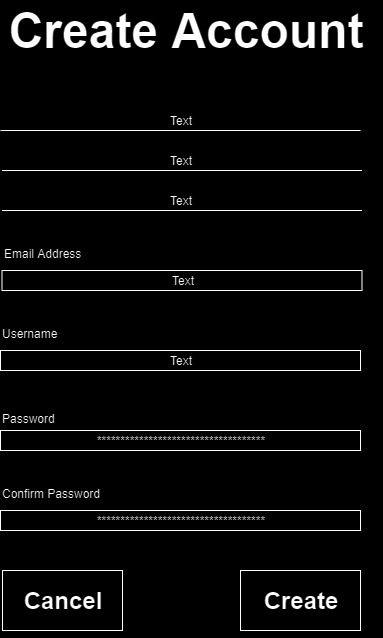 Create Account
Text
Text
Text
Email Address
Text
Username
Text
Password
************************************
Confirm Password
************************************
Cancel Create